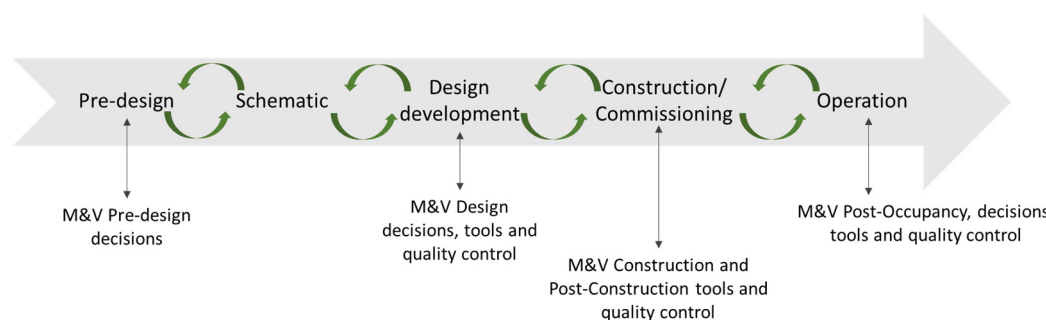 Pre-design
Schematic
Design
development
Construction/
Commissioning
Operation
M&V Pre-design
decisions
M&V Design
decisions, tools and
quality control
M&V Construction and
Post-Construction tools and
quality control
M&V Post-Occupancy, decisions
tools and quality control